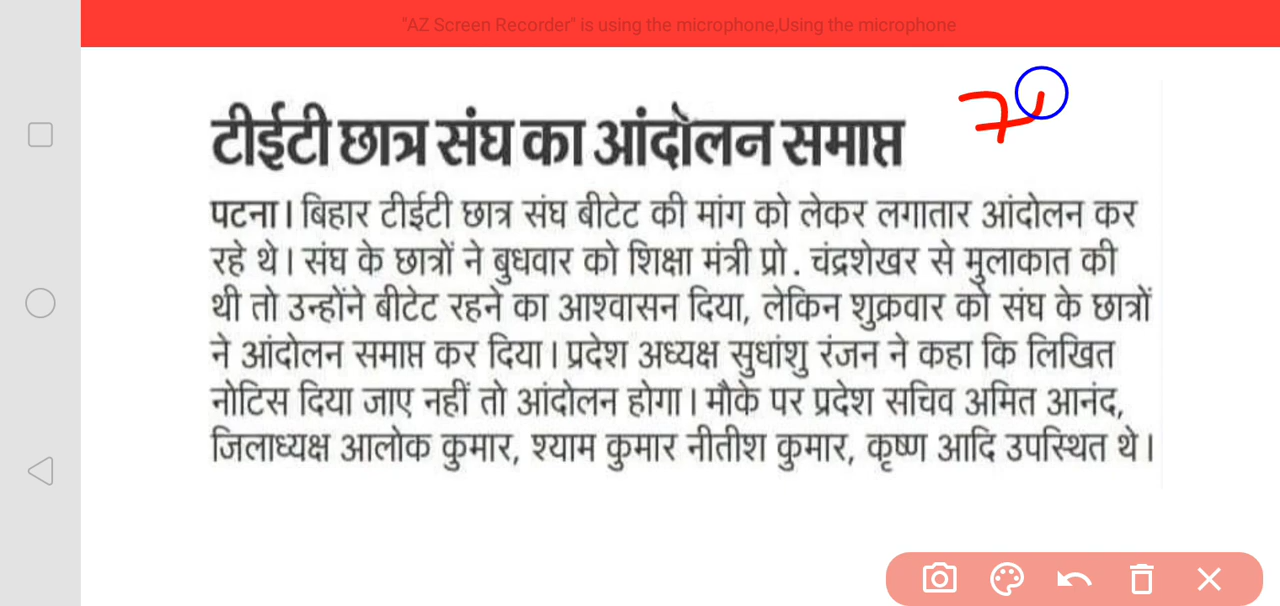 "AZ Screen Recorder" is using the microphone,Using the microphone
टीईटी छात्र संघ का आंदोलन समाप्त
पटना। बिहार टीईटी छात्र संघ बीटेट की मांग को लेकर लगातार आंदोलन कर
रहे थे। संघ के छात्रों ने बुधवार को शिक्षा मंत्री प्रो. चंद्रशेखर से मुलाकात की
थी तो उन्होंने बीटेट रहने का आश्वासन दिया, लेकिन शुक्रवार को संघ के छात्रों
ने आंदोलन समाप्त कर दिया। प्रदेश अध्यक्ष सुधांशु रंजन ने कहा कि लिखित
नोटिस दिया जाए नहीं तो आंदोलन होगा। मौके पर प्रदेश सचिव अमित आनंद,
जिलाध्यक्ष आलोक कुमार, श्याम कुमार नीतीश कुमार, कृष्ण आदि उपस्थित थे।